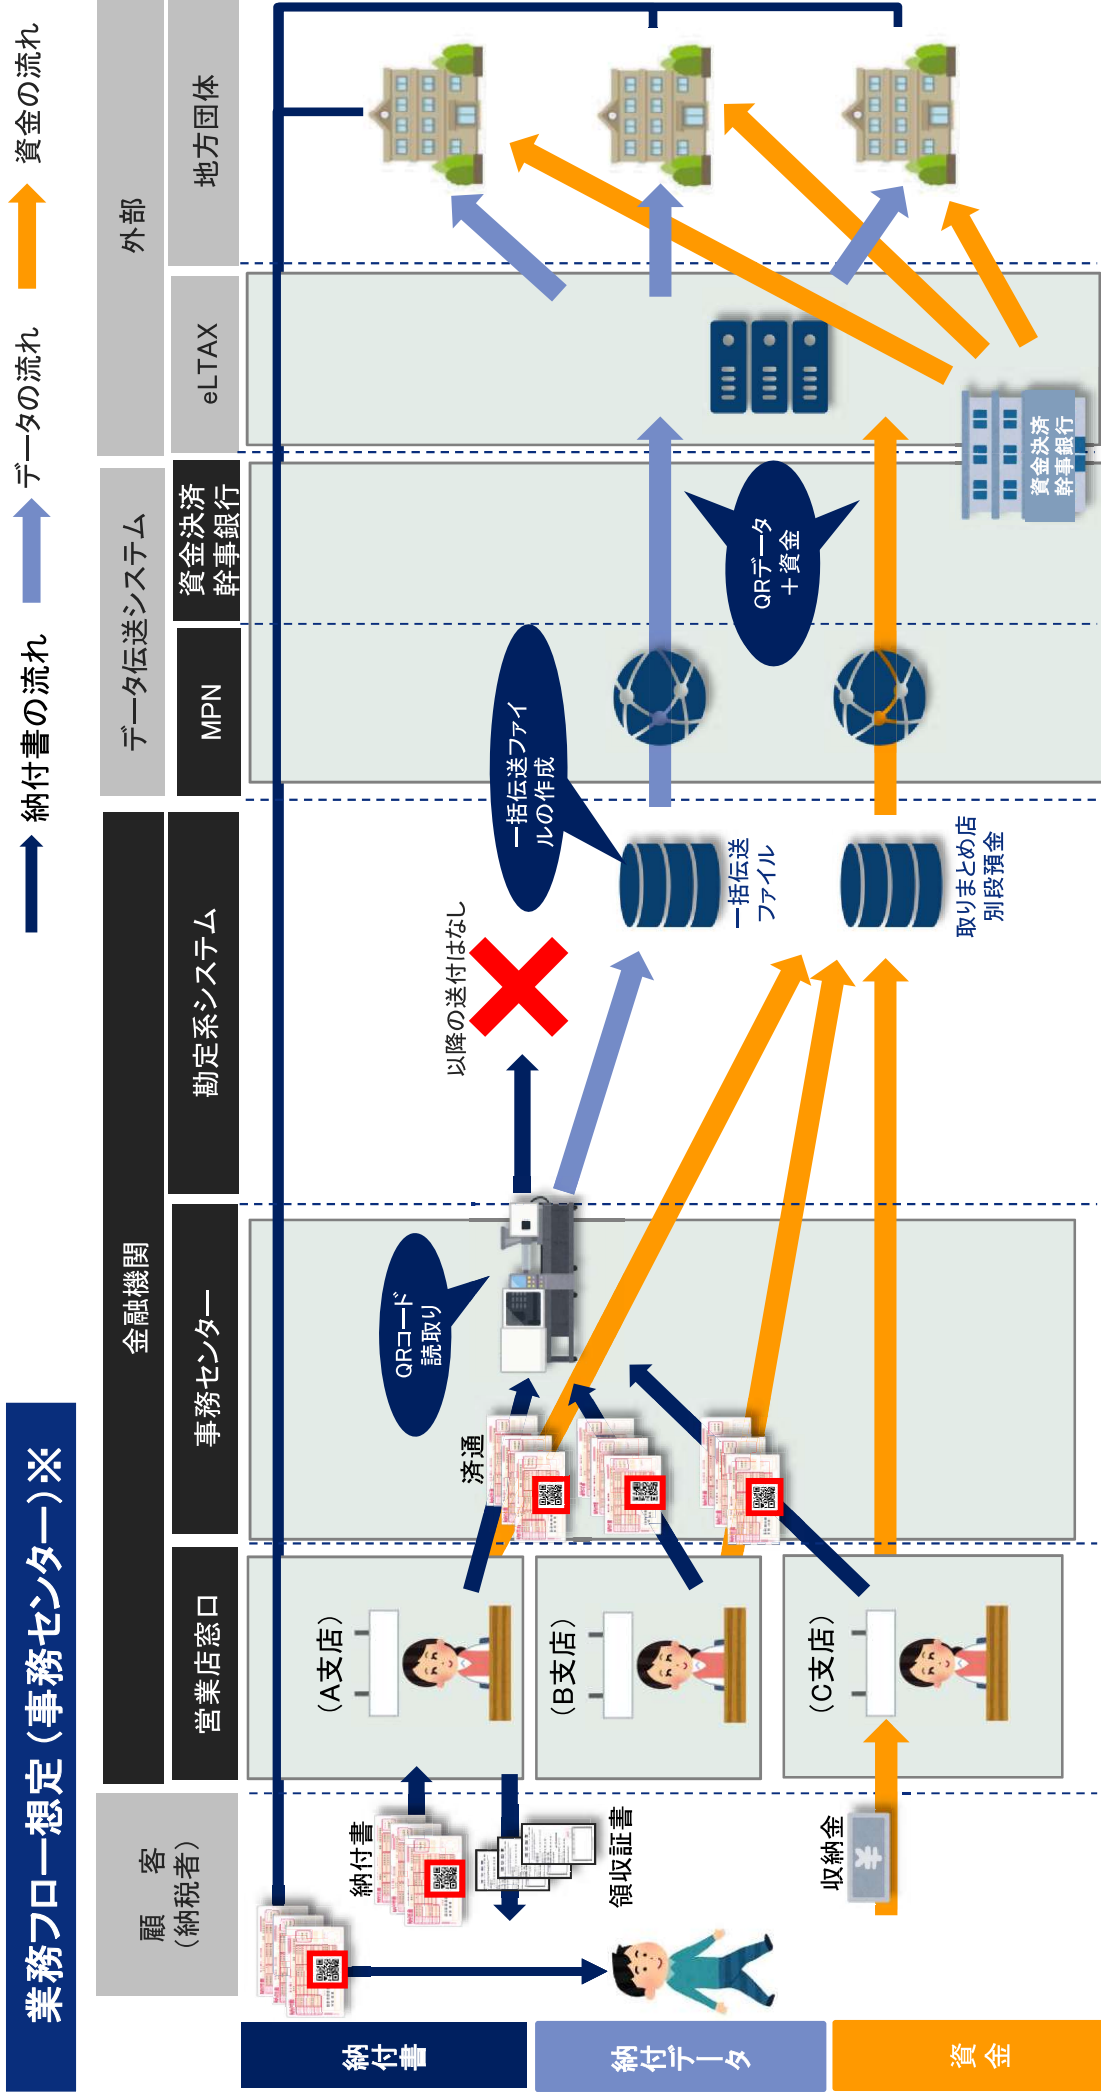 業務フロー想定（事務センター）※
納付書の流れ
データの流れ
資金の流れ
顧　客
（納税者）
金融機関
データ伝送システム
外部
営業店窓口
事務センター
勘定系システム
MPN
資金決済
幹事銀行
eLTAX
地方団体
納付書
納付データ
資金
納付書
領収証書
収納金
（A支店）
（B支店）
（C支店）
済通
QRコード
読取り
以降の送付はなし
一括伝送ファイ
ルの作成
一括伝送
ファイル
取りまとめ店
別段預金
QRデータ
＋資金
資金決済
幹事銀行